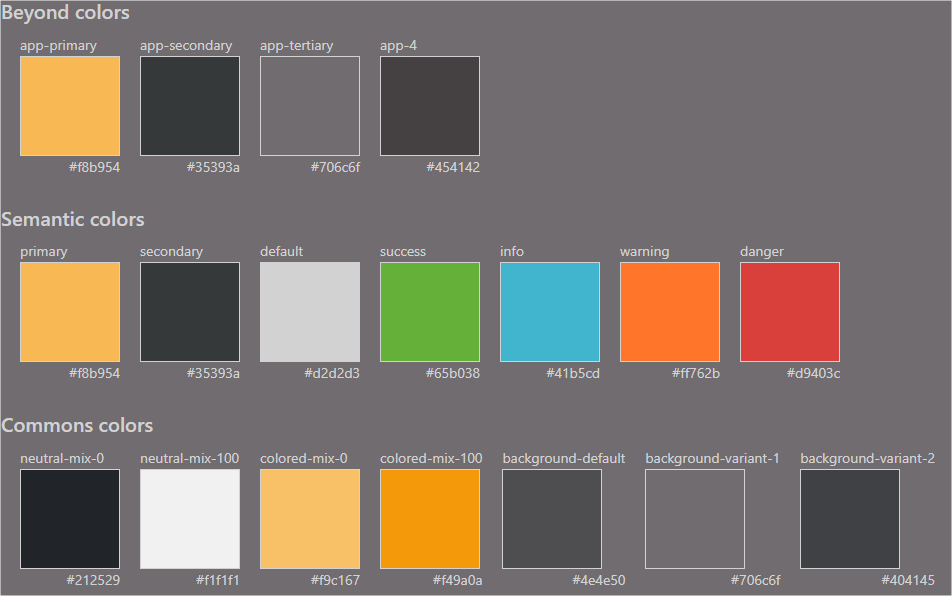 Beyond colors
app-primary app-secondary app-tertiary app-4
#f8b954 #35393a #706c6f #454142
Semantic colors
primary secondary default success info warning danger
#f8b954 #35393a #d2d2d3 #65b038 #41b5cd #ff762b #d9403c
Commons colors
neutral-mix-0 neutral-mix-100 colored-mix-0 colored-mix-100 background-default background-variant-1 background-variant-2
#212529 #f1f1f1 #f9c167 #f49a0a #4e4e50 #706c6f #404145